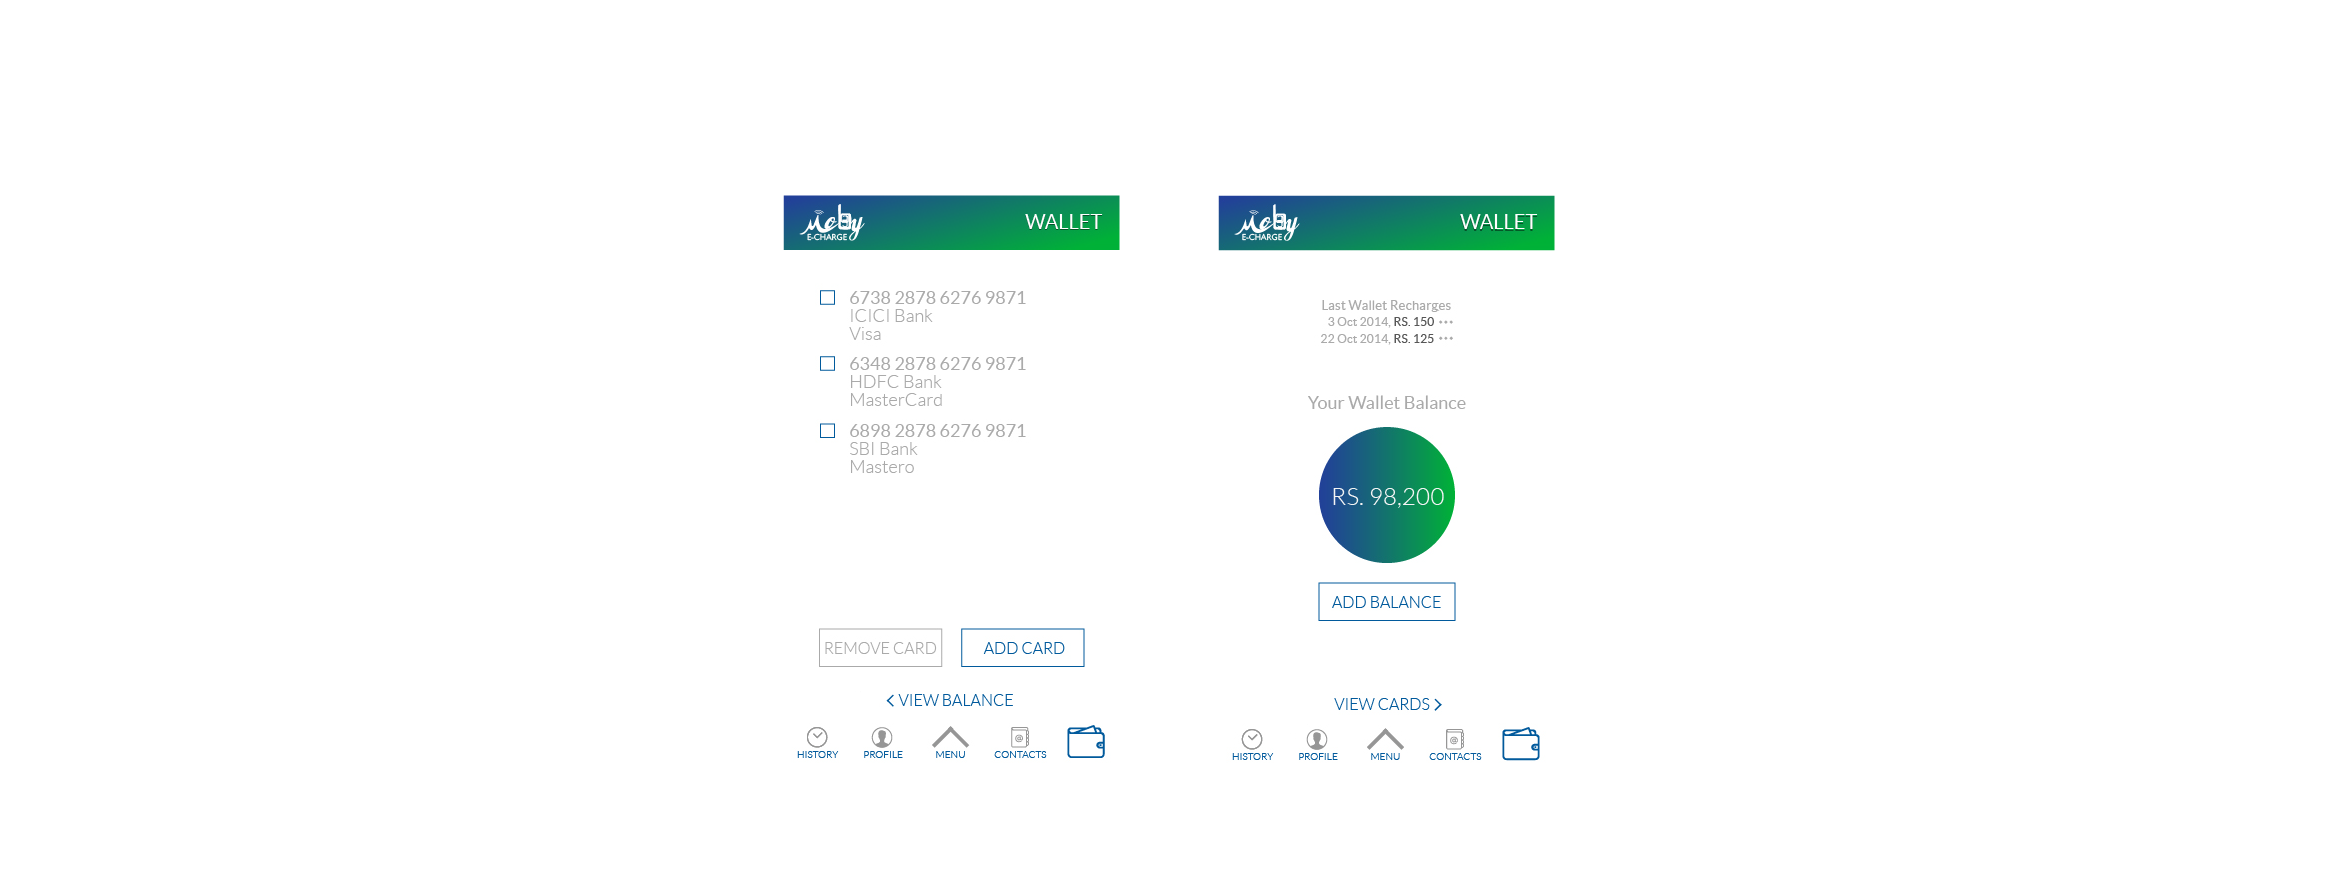 Moby
E-CHARGE
WALLET
6738 2878 6276 9871
ICICI Bank
Visa
6348 2878 6276 9871
HDFC Bank
MasterCard
6898 2878 6276 9871
SBI Bank
Mastero
REMOVE CARD
ADD CARD
< VIEW BALANCE
HISTORY
PROFILE
MENU
CONTACTS
Moby
E-CHARGE
WALLET
Last Wallet Recharges
3 Oct 2014, RS. 150 •••
22 Oct 2014, RS. 125 •••
Your Wallet Balance
RS. 98,200
ADD BALANCE
VIEW CARDS >
HISTORY
PROFILE
MENU
CONTACTS